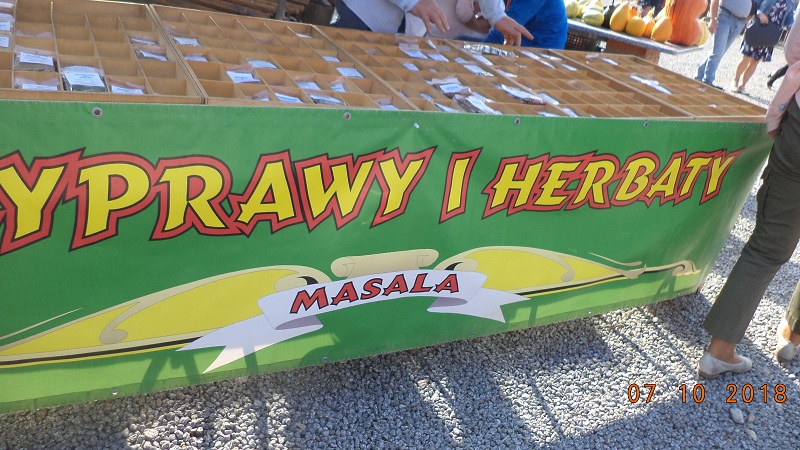 YPRAWY I HERBATY
MASALA
07 10 2018